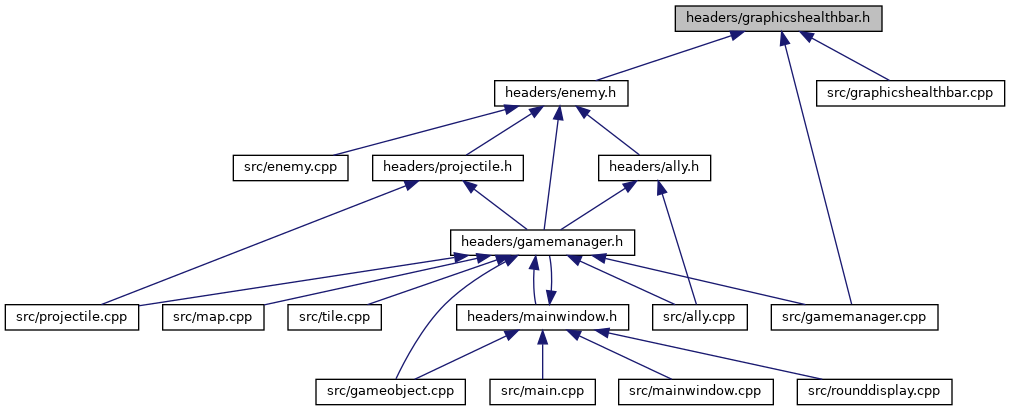 headers/graphicshealthbar.h
headers/enemy.h
src/graphicshealthbar.cpp
src/enemy.cpp
headers/projectile.h
headers/ally.h
headers/gamemanager.h
src/projectile.cpp
src/map.cpp
src/tile.cpp
headers/mainwindow.h
src/ally.cpp
src/gamemanager.cpp
src/gameobject.cpp
src/main.cpp
src/mainwindow.cpp
src/rounddisplay.cpp